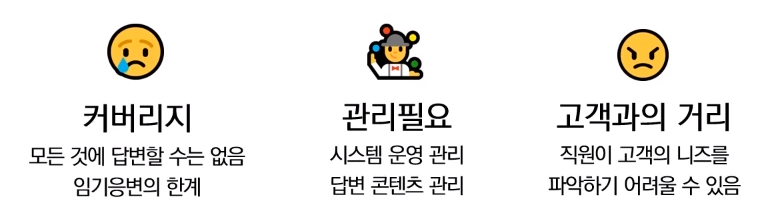 커버리지
모든 것에 답변할 수는 없음
임기응변의 한계
관리필요
시스템 운영 관리
답변 콘텐츠 관리
고객과의 거리
직원이 고객의 니즈를
파악하기 어려울 수 있음